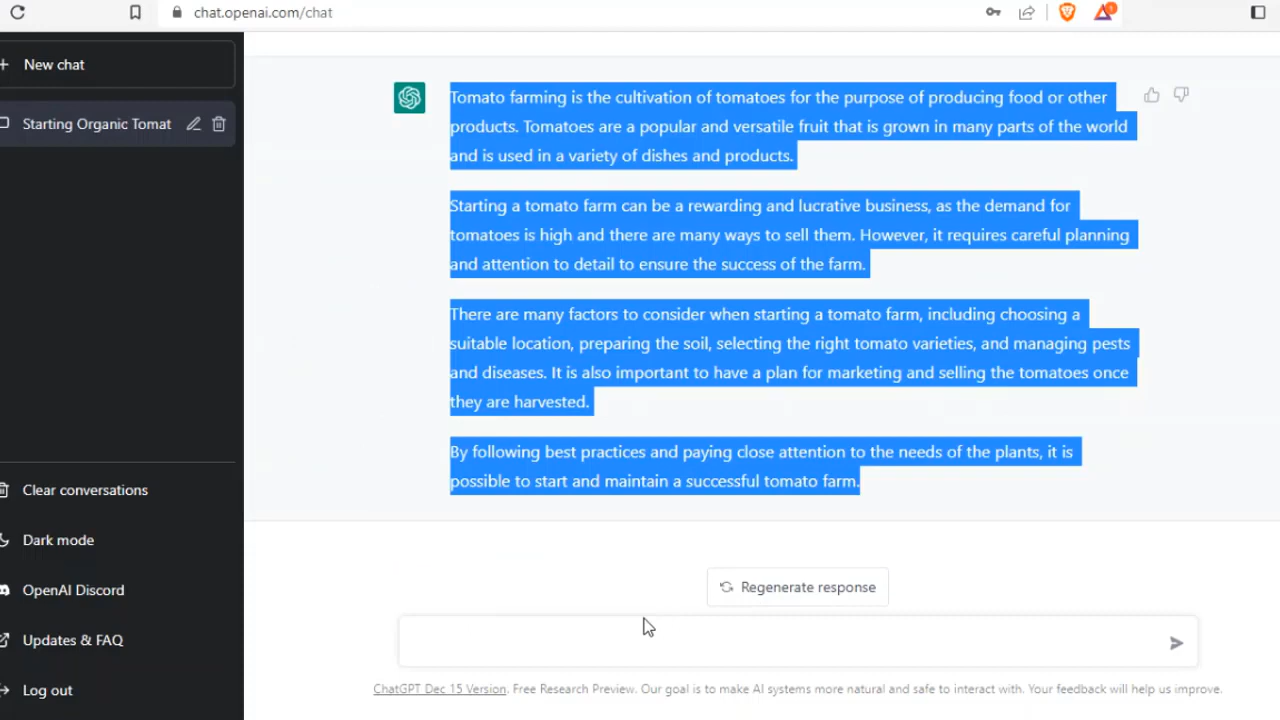 chat.openai.com/chat
New chat
Starting Organic Tomat
Tomato farming is the cultivation of tomatoes for the purpose of producing food or other
products. Tomatoes are a popular and versatile fruit that is grown in many parts of the world
and is used in a variety of dishes and products.
Starting a tomato farm can be a rewarding and lucrative business, as the demand for
tomatoes is high and there are many ways to sell them. However, it requires careful planning
and attention to detail to ensure the success of the farm.
There are many factors to consider when starting a tomato farm, including choosing a
suitable location, preparing the soil, selecting the right tomato varieties, and managing pests
and diseases. It is also important to have a plan for marketing and selling the tomatoes once
they are harvested.
By following best practices and paying close attention to the needs of the plants, it is
possible to start and maintain a successful tomato farm.
Clear conversations
Dark mode
OpenAI Discord
Updates & FAQ
Log out
Regenerate response
ChatGPT Dec 15 Version. Free Research Preview. Our goal is to make AI systems more natural and safe to interact with. Your feedback will help us improve.